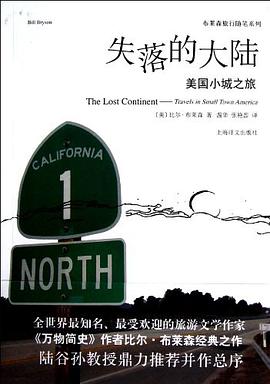 Bill Bryson
布莱森旅行随笔系列
失落的大陆
美国小城之旅
The Lost Continent — Travels in Small Town America
(美) 比尔·布莱森 著 张艳蕊 译
上海译文出版社
CALIFORNIA
1
NORTH
全世界最知名、最受欢迎的旅游文学作家
《万物简史》作者比尔·布莱森经典之作
陆谷孙教授鼎力推荐并作总序